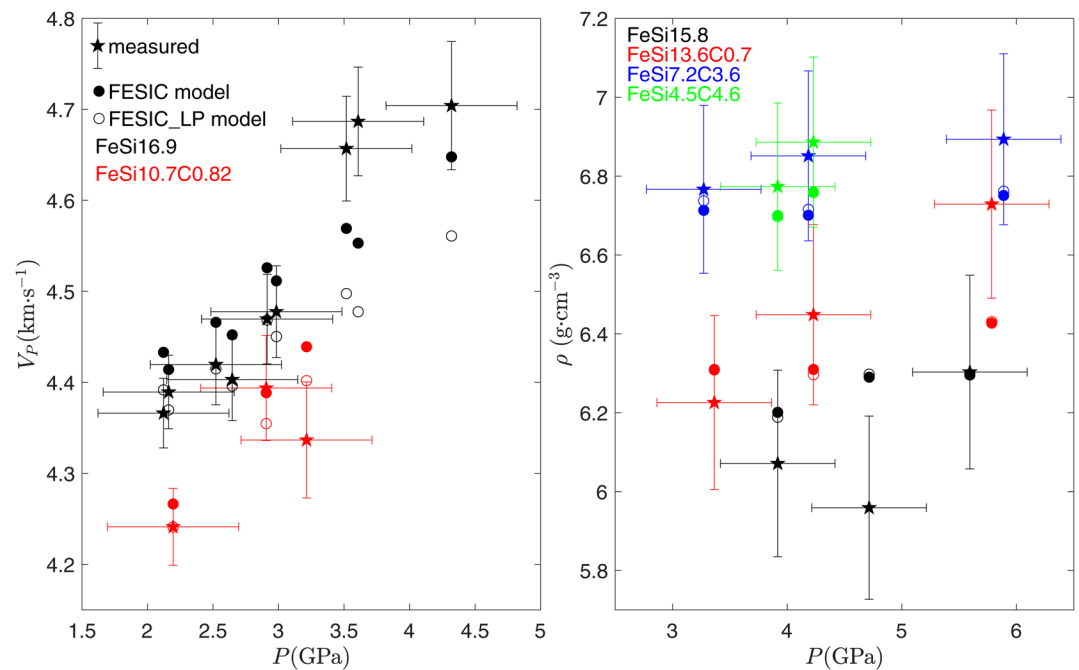 4.8
4.7
4.6
4.5
4.4
4.3
4.2
V_P(km·s⁻¹)
measured
FESIC model
FESIC_LP model
FeSi16.9
FeSi10.7C0.82
1.5 2 2.5 3 3.5 4 4.5 5
P(GPa)
7.2
7
6.8
6.6
6.4
6.2
6
5.8
ρ (g·cm⁻³)
FeSi15.8
FeSi13.6C0.7
FeSi7.2C3.6
FeSi4.5C4.6
3 4 5 6
P(GPa)